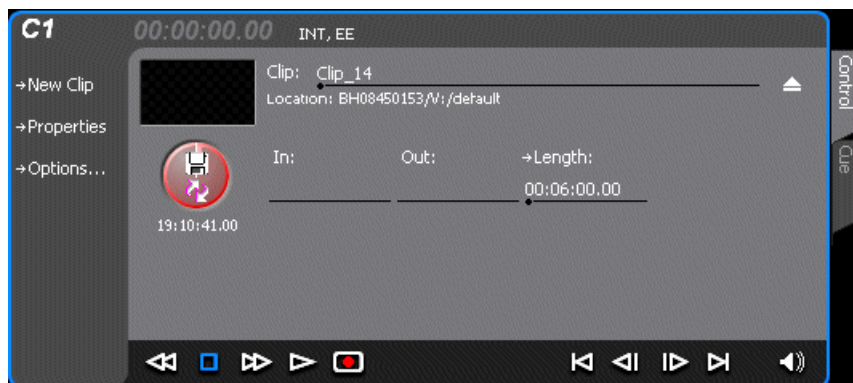 C1 00:00:00.00 INT, EE
→New Clip
→Properties
→Options...
Clip: Clip_14
Location: BH08450153/V:/default
In: Out: →Length:
00:06:00.00
19:10:41.00
Control
Cue